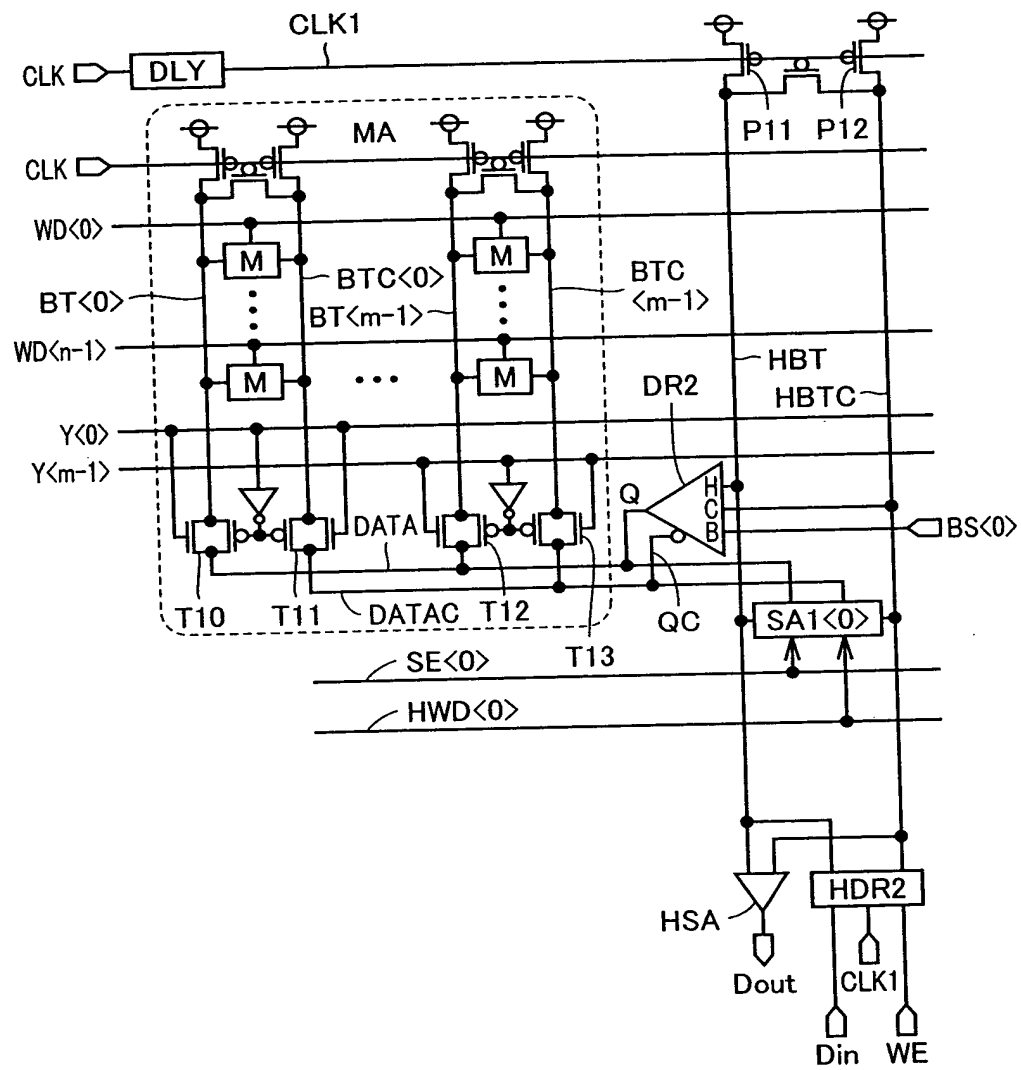 CLK1
CLK
DLY
P11
P12
MA
CLK
WD<0>
M
M
BT<0>
BTC<0>
BT<m-1>
BTC
<m-1>
WD<n-1>
M
M
HBT
DR2
HBTC
Y<0>
Y<m-1>
Q
H
C
B
BS<0>
DATA
T10
T11
DATAC
T12
T13
QC
SA1<0>
SE<0>
HWD<0>
HSA
HDR2
Dout
CLK1
Din
WE